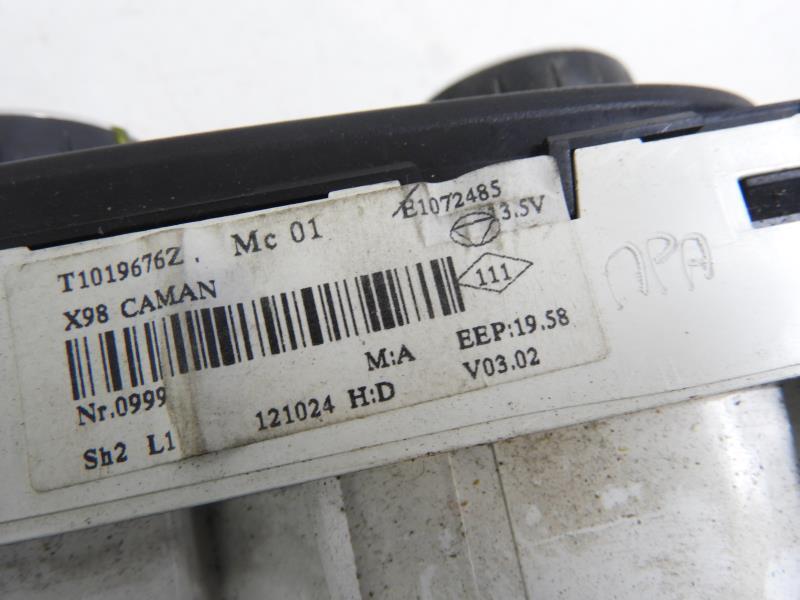 E1072485
T1019676Z. Mc 01
13.5V
X98 CAMAN
111
M:A EEP:19.58
Nr.0999
121024 H:D V03.02
Sh2 L1
ПРА